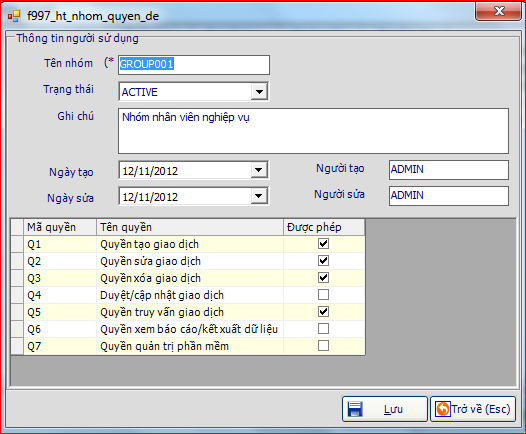 f997_ht_nhom_quyen_de
Thông tin người sử dụng
Tên nhóm (* GROUP001
Trạng thái ACTIVE
Ghi chú Nhóm nhân viên nghiệp vụ
Ngày tạo 12/11/2012 Người tạo ADMIN
Ngày sửa 12/11/2012 Người sửa ADMIN
Mã quyền Tên quyền Được phép
Q1 Quyền tạo giao dịch
Q2 Quyền sửa giao dịch
Q3 Quyền xóa giao dịch
Q4 Duyệt/cập nhật giao dịch
Q5 Quyền truy vấn giao dịch
Q6 Quyền xem báo cáo/kết xuất dữ liệu
Q7 Quyền quản trị phần mềm
Lưu Trở về (Esc)